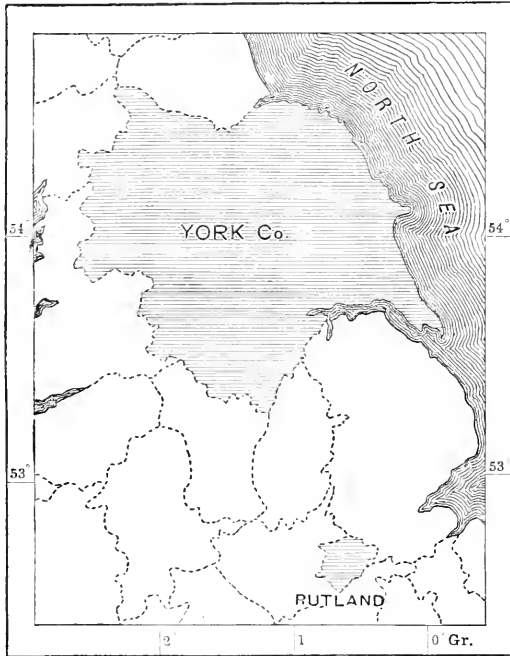 NORTH SEA
YORK Co.
54° 54°
53° 53°
RUTLAND
2° 1 0° Gr.